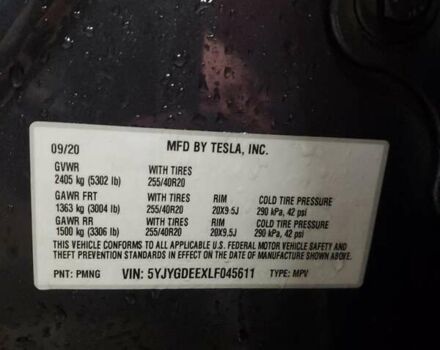 09/20 MFD BY TESLA, INC.
GVWR WITH TIRES
2405 kg (5302 lb) 255/40R20
GAWR FRT WITH TIRES RIM COLD TIRE PRESSURE
1363 kg (3004 lb) 255/40R20 20X9.5J 290 kPa, 42 psi
GAWR RR WITH TIRES RIM COLD TIRE PRESSURE
1500 kg (3306 lb) 255/40R20 20X9.5J 290 kPa, 42 psi
THIS VEHICLE CONFORMS TO ALL APPLICABLE U.S. FEDERAL MOTOR VEHICLE SAFETY AND
THEFT PREVENTION STANDARDS IN EFFECT ON THE DATE OF MANUFACTURE SHOWN ABOVE.
PNT: PMNG VIN: 5YJYGDEEXLF045611 TYPE: MPV